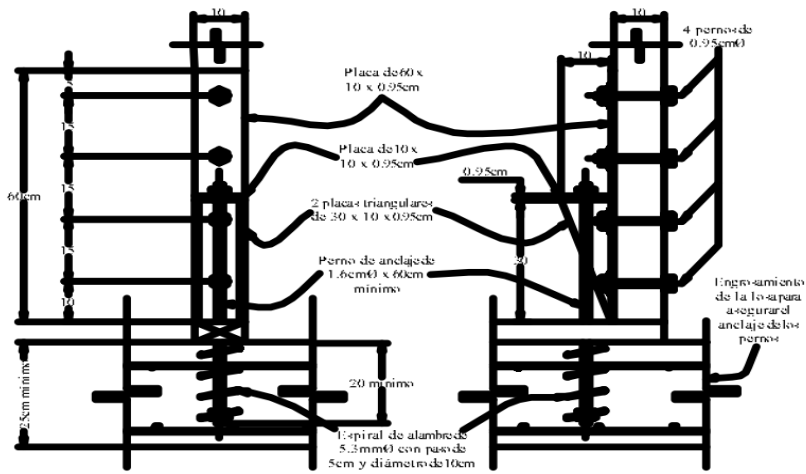 10
10
4 pernos de
0.95cmØ
10
Placa de 60 x
10 x 0.95cm
15
Placa de 10 x
10 x 0.95cm
15
0.95cm
60cm
2 placas triangulares
de 30 x 10 x 0.95cm
15
30
Perno de anclaje de
1.6cmØ x 60cm
mínimo
10
Engrosamiento
de la losa para
asegurar el
anclaje de los
pernos
25cm mínimo
20 mínimo
Espiral de alambre de
5.3mmØ con paso de
5cm y diámetro de 10cm